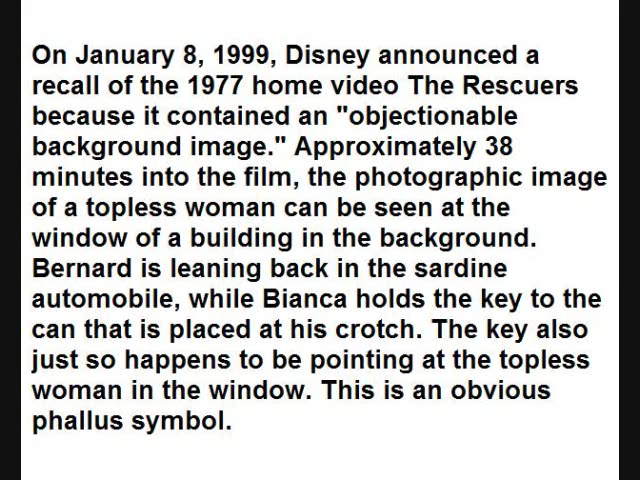 On January 8, 1999, Disney announced a
recall of the 1977 home video The Rescuers
because it contained an "objectionable
background image." Approximately 38
minutes into the film, the photographic image
of a topless woman can be seen at the
window of a building in the background.
Bernard is leaning back in the sardine
automobile, while Bianca holds the key to the
can that is placed at his crotch. The key also
just so happens to be pointing at the topless
woman in the window. This is an obvious
phallus symbol.